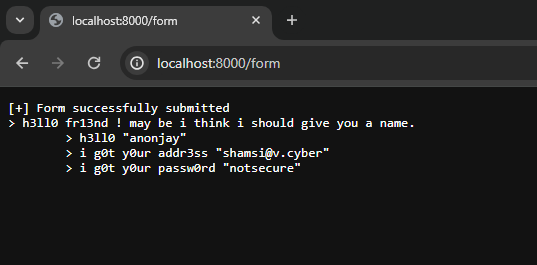 localhost:8000/form
localhost:8000/form
[+] Form successfully submitted
> h3ll0 fr13nd ! may be i think i should give you a name.
> h3ll0 "anonjay"
> i g0t y0ur addr3ss "shamsi@v.cyber"
> i g0t y0ur passw0rd "notsecure"